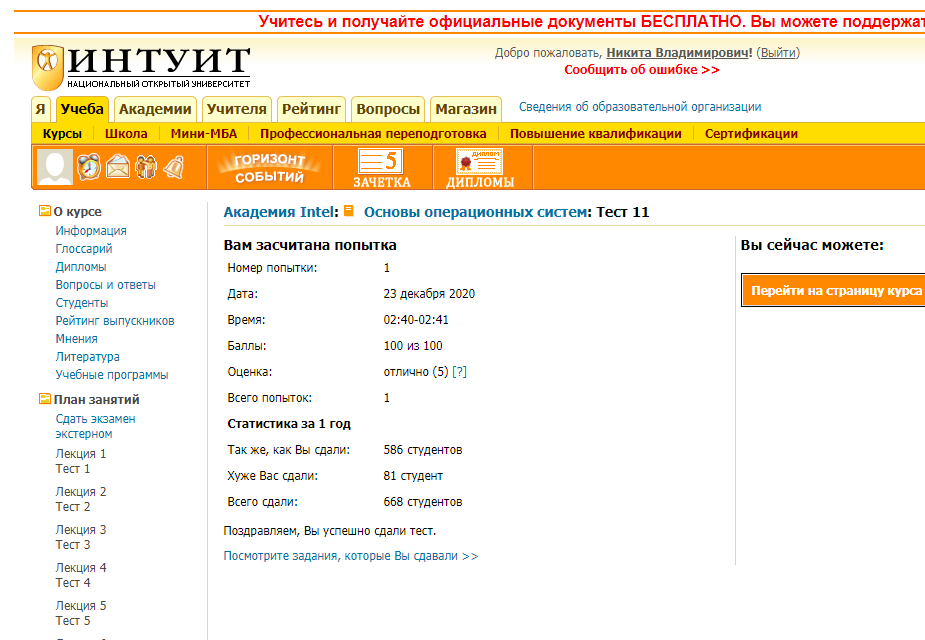 Учитесь и получайте официальные документы БЕСПЛАТНО. Вы можете поддержат
ИНТУИТ
НАЦИОНАЛЬНЫЙ ОТКРЫТЫЙ УНИВЕРСИТЕТ
Добро пожаловать, Никита Владимирович! (Выйти)
Сообщить об ошибке >>
Я Учеба Академии Учителя Рейтинг Вопросы Магазин Сведения об образовательной организации
Курсы Школа Мини-МБА Профессиональная переподготовка Повышение квалификации Сертификации
ГОРИЗОНТ СОБЫТИЙ
5
ЗАЧЕТКА
ДИПЛОМ
ДИПЛОМЫ
О курсе
Информация
Глоссарий
Дипломы
Вопросы и ответы
Студенты
Рейтинг выпускников
Мнения
Литература
Учебные программы
План занятий
Сдать экзамен
экстерном
Лекция 1
Тест 1
Лекция 2
Тест 2
Лекция 3
Тест 3
Лекция 4
Тест 4
Лекция 5
Тест 5
Академия Intel: Основы операционных систем: Тест 11
Вам засчитана попытка
Номер попытки: 1
Дата: 23 декабря 2020
Время: 02:40-02:41
Баллы: 100 из 100
Оценка: отлично (5) [?]
Всего попыток: 1
Статистика за 1 год
Так же, как Вы сдали: 586 студентов
Хуже Вас сдали: 81 студент
Всего сдали: 668 студентов
Поздравляем, Вы успешно сдали тест.
Посмотрите задания, которые Вы сдавали >>
Вы сейчас можете:
Перейти на страницу курса